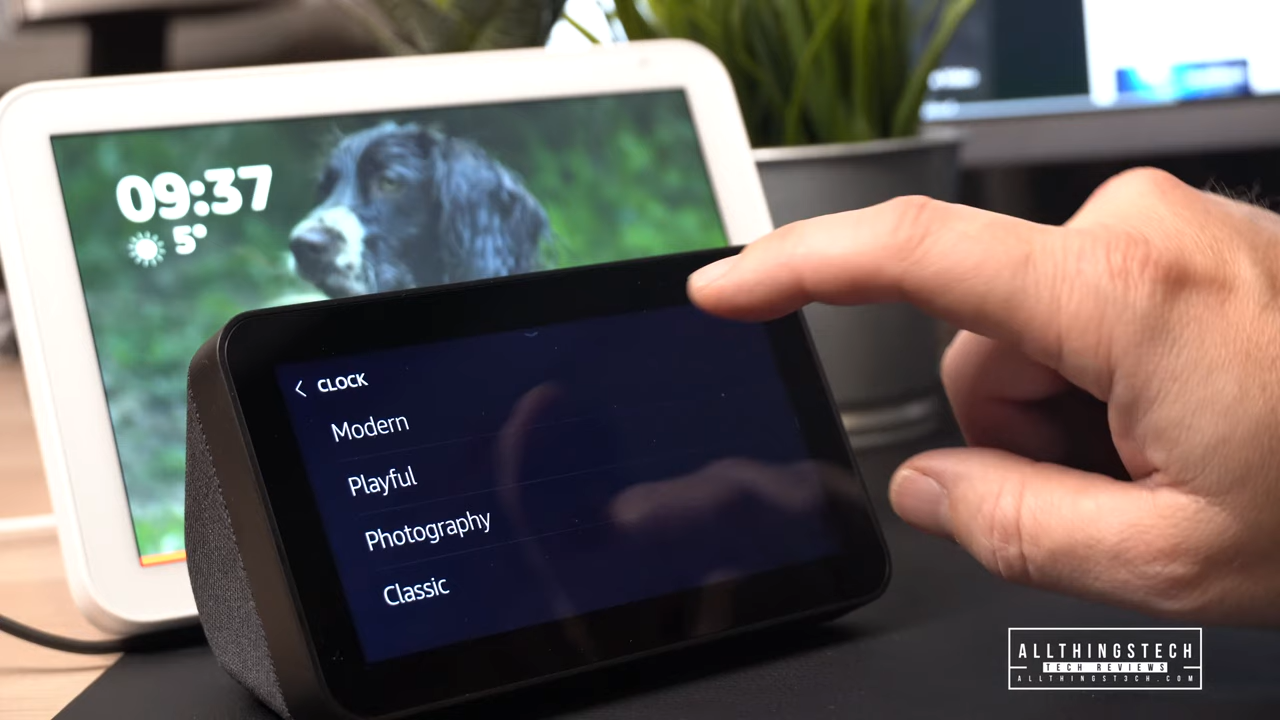 09:37
5°
CLOCK
Modern
Playful
Photography
Classic
ALLTHINGSTECH
TECH REVIEWS
ALLTHINGST3CH.COM